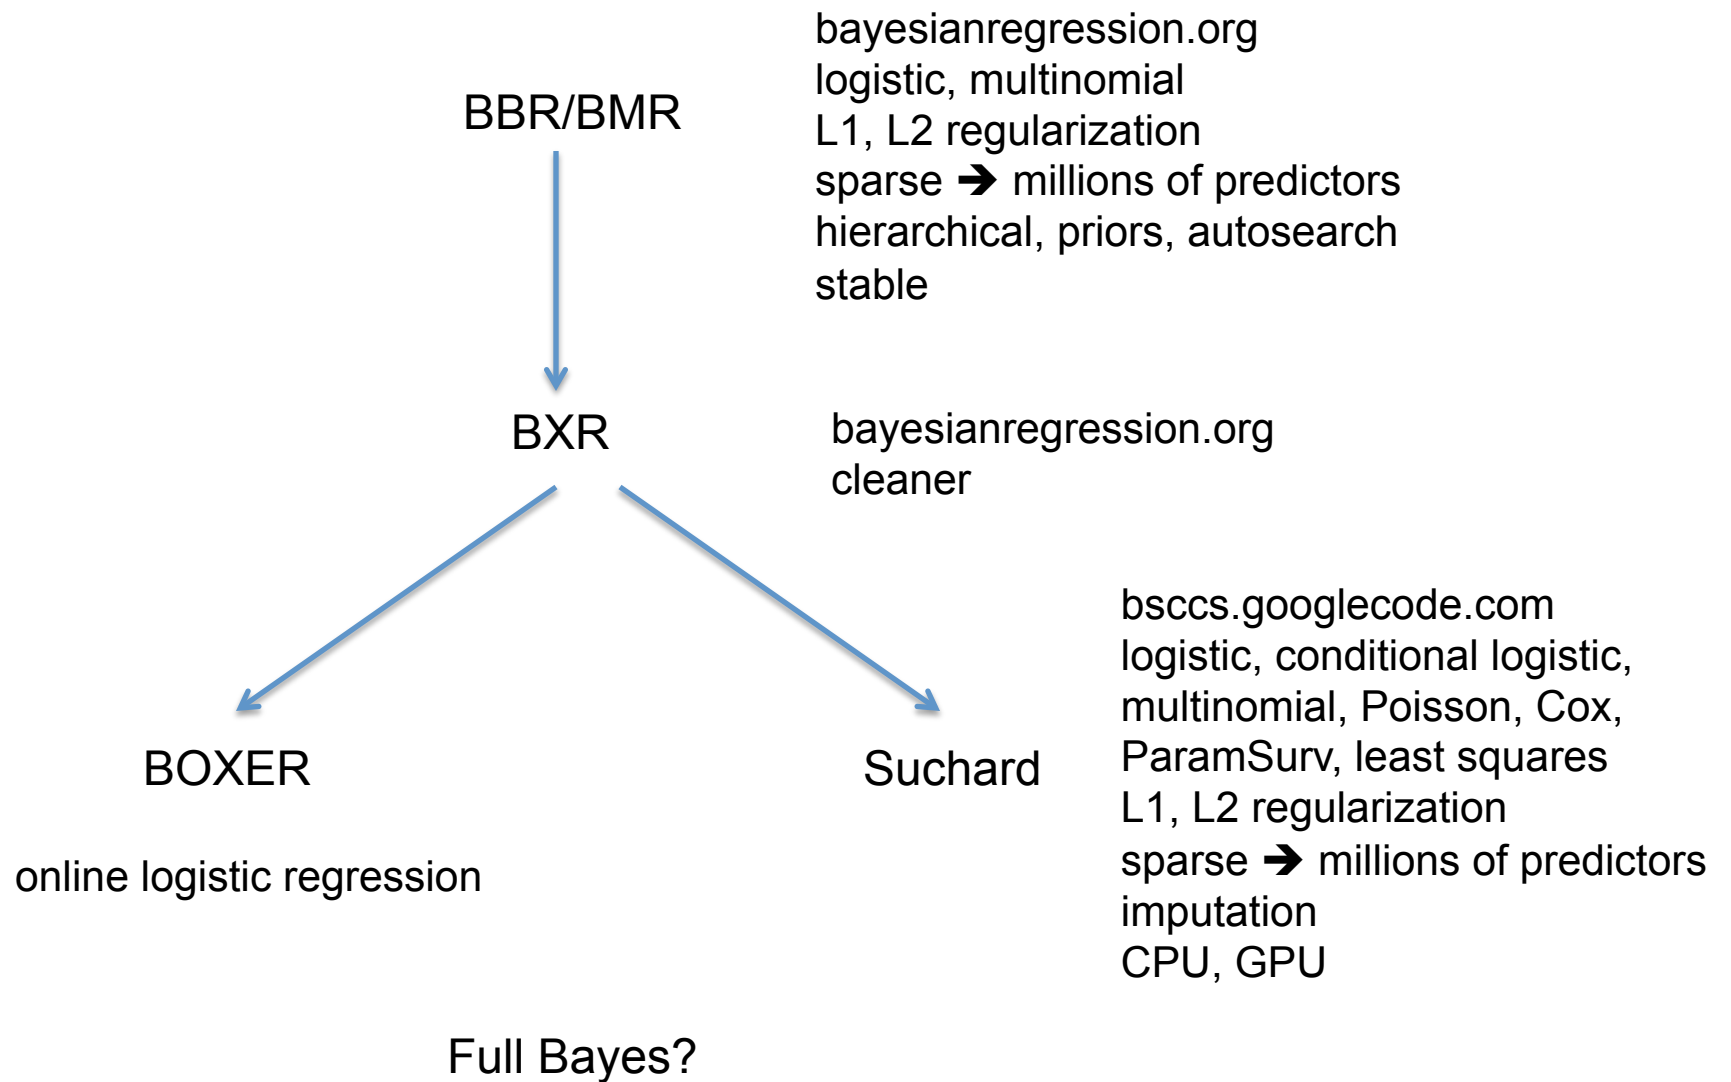 BBR/BMR
bayesianregression.org
logistic, multinomial
L1, L2 regularization
sparse ➔ millions of predictors
hierarchical, priors, autosearch
stable
BXR
bayesianregression.org
cleaner
BOXER
online logistic regression
Suchard
bsccs.googlecode.com
logistic, conditional logistic,
multinomial, Poisson, Cox,
ParamSurv, least squares
L1, L2 regularization
sparse ➔ millions of predictors
imputation
CPU, GPU
Full Bayes?